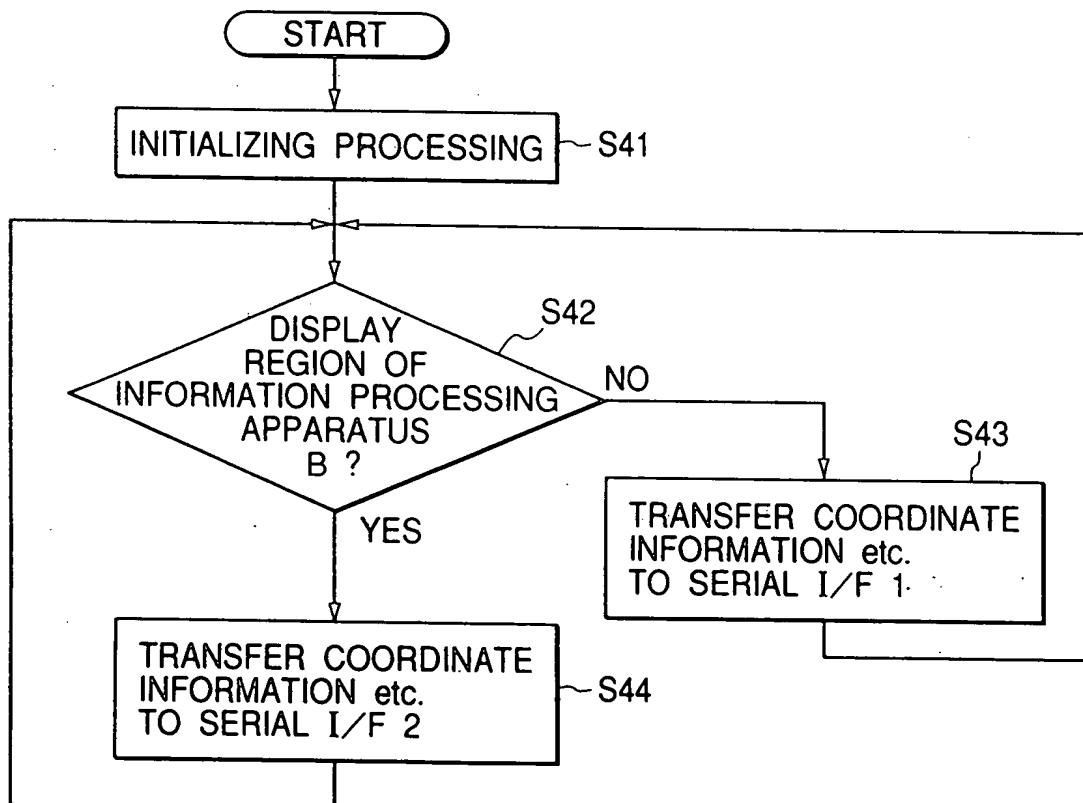 START
INITIALIZING PROCESSING
S41
S42
DISPLAY
REGION OF
INFORMATION PROCESSING
APPARATUS
B ?
NO
YES
S43
TRANSFER COORDINATE
INFORMATION etc.
TO SERIAL I/F 1
TRANSFER COORDINATE
INFORMATION etc.
TO SERIAL I/F 2
S44